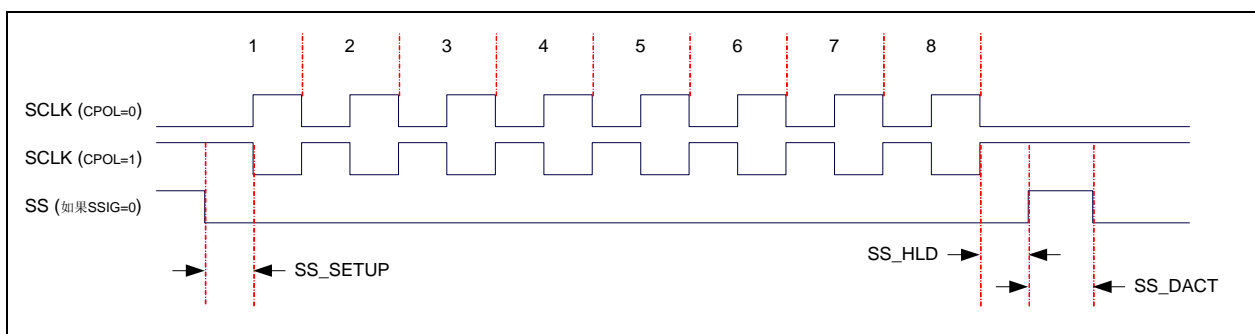 1 2 3 4 5 6 7 8
SCLK (CPOL=0)
SCLK (CPOL=1)
SS (如果SSIG=0)
SS_SETUP
SS_HLD
SS_DACT